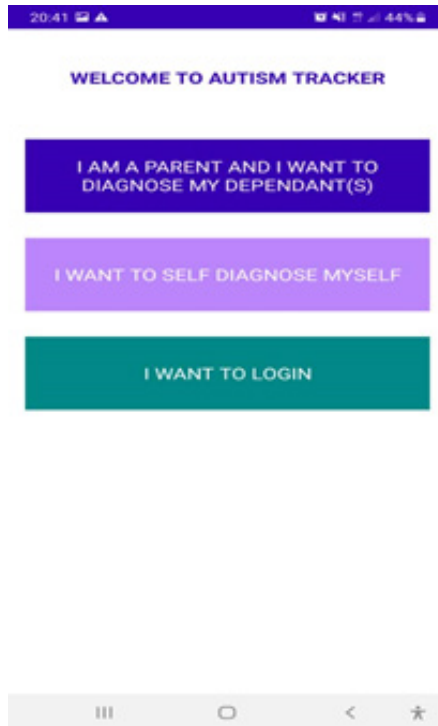 20:41 44%
WELCOME TO AUTISM TRACKER
I AM A PARENT AND I WANT TO
DIAGNOSE MY DEPENDANT(S)
I WANT TO SELF DIAGNOSE MYSELF
I WANT TO LOGIN